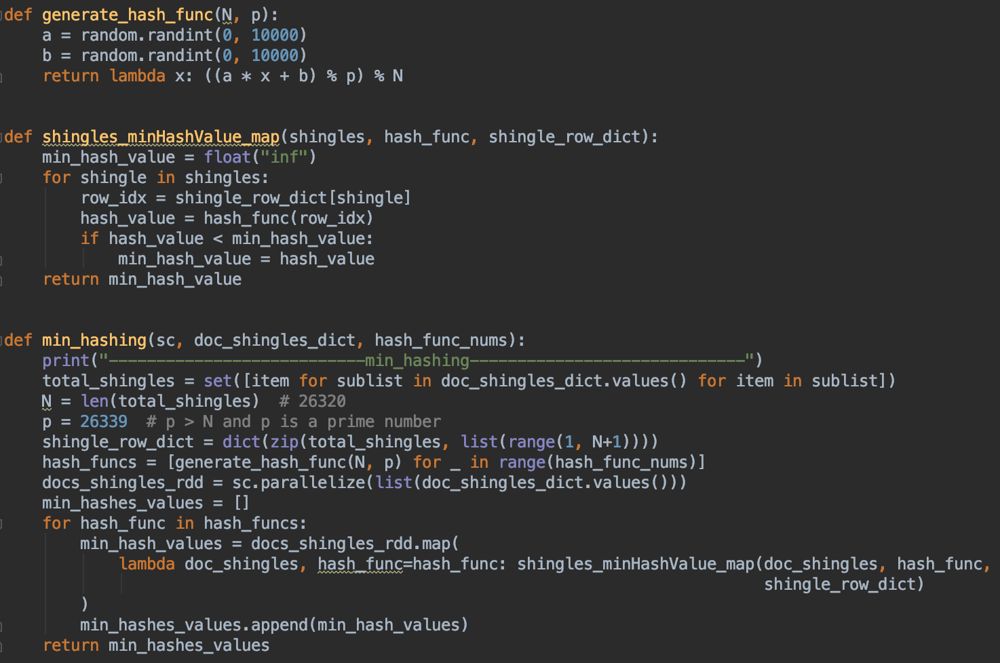 def generate_hash_func(N, p):
    a = random.randint(0, 10000)
    b = random.randint(0, 10000)
    return lambda x: ((a * x + b) % p) % N
def shingles_minHashValue_map(shingles, hash_func, shingle_row_dict):
    min_hash_value = float("inf")
    for shingle in shingles:
        row_idx = shingle_row_dict[shingle]
        hash_value = hash_func(row_idx)
        if hash_value < min_hash_value:
            min_hash_value = hash_value
    return min_hash_value
def min_hashing(sc, doc_shingles_dict, hash_func_nums):
    print("---------------------------min_hashing-----------------------------")
    total_shingles = set([item for sublist in doc_shingles_dict.values() for item in sublist])
    N = len(total_shingles)  # 26320
    p = 26339  # p > N and p is a prime number
    shingle_row_dict = dict(zip(total_shingles, list(range(1, N+1))))
    hash_funcs = [generate_hash_func(N, p) for _ in range(hash_func_nums)]
    docs_shingles_rdd = sc.parallelize(list(doc_shingles_dict.values()))
    min_hashes_values = []
    for hash_func in hash_funcs:
        min_hash_values = docs_shingles_rdd.map(
            lambda doc_shingles, hash_func=hash_func: shingles_minHashValue_map(doc_shingles, hash_func,
                                                                                shingle_row_dict)
        )
        min_hashes_values.append(min_hash_values)
    return min_hashes_values